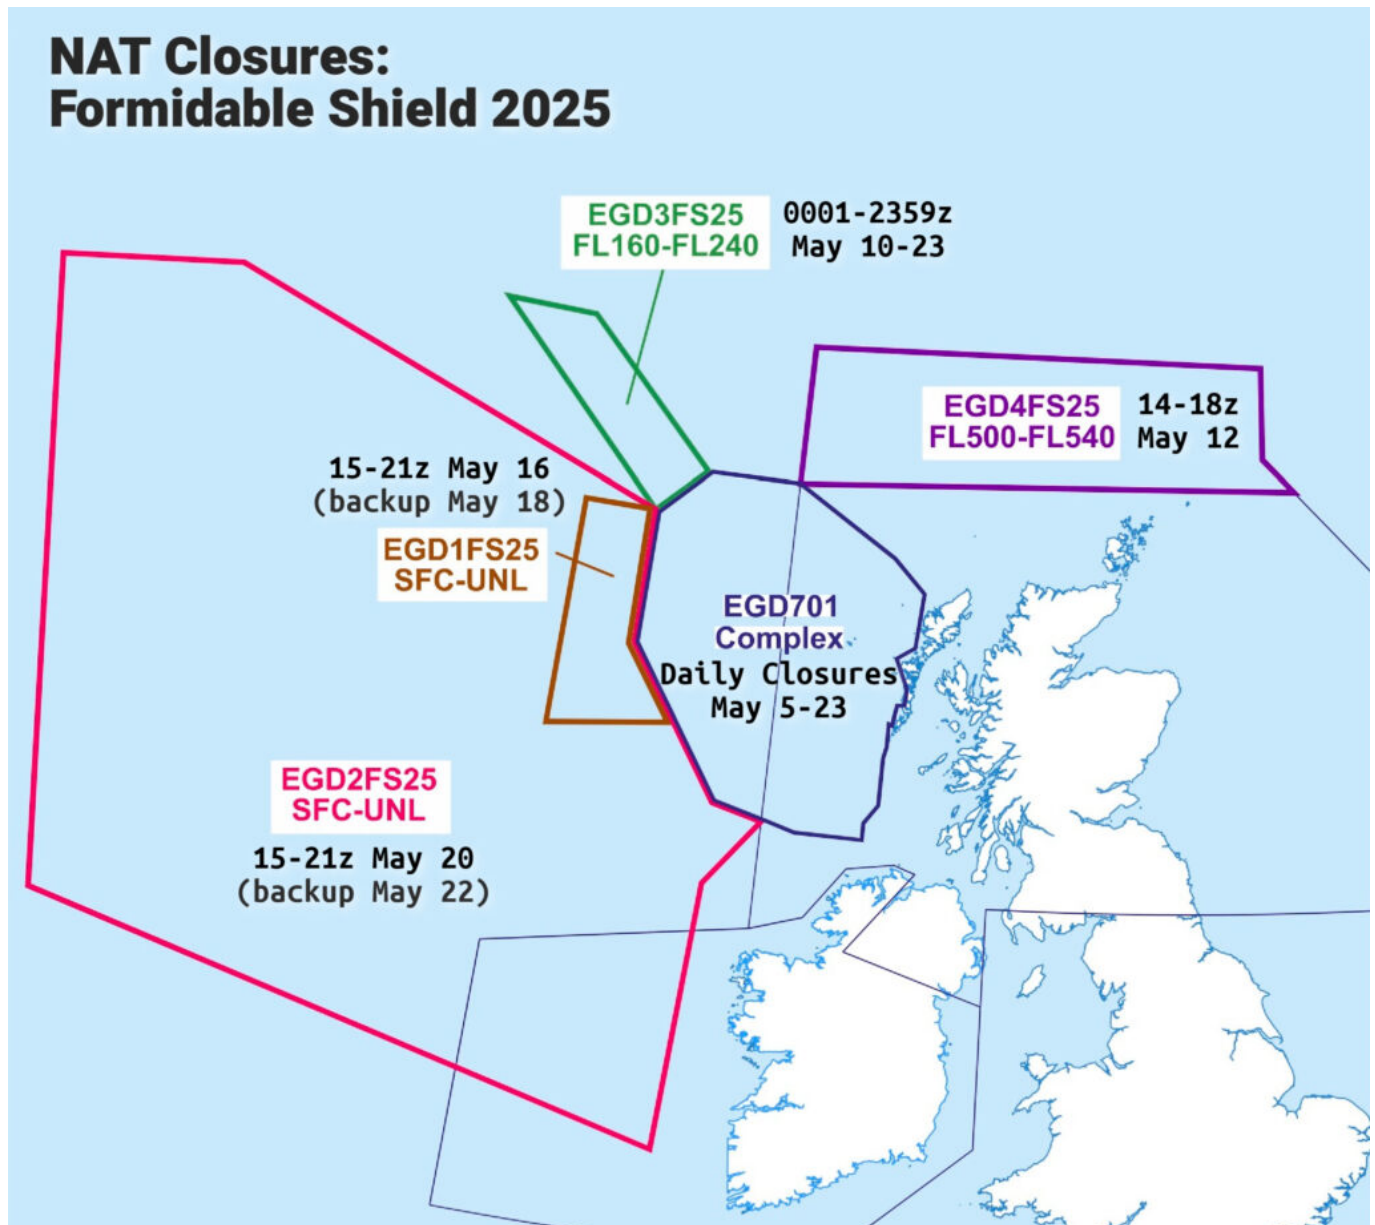 NAT Closures:
Formidable Shield 2025
EGD3FS25
FL160-FL240
0001-2359z
May 10-23
EGD4FS25
FL500-FL540
14-18z
May 12
15-21z May 16
(backup May 18)
EGD1FS25
SFC-UNL
EGD701
Complex
Daily Closures
May 5-23
EGD2FS25
SFC-UNL
15-21z May 20
(backup May 22)